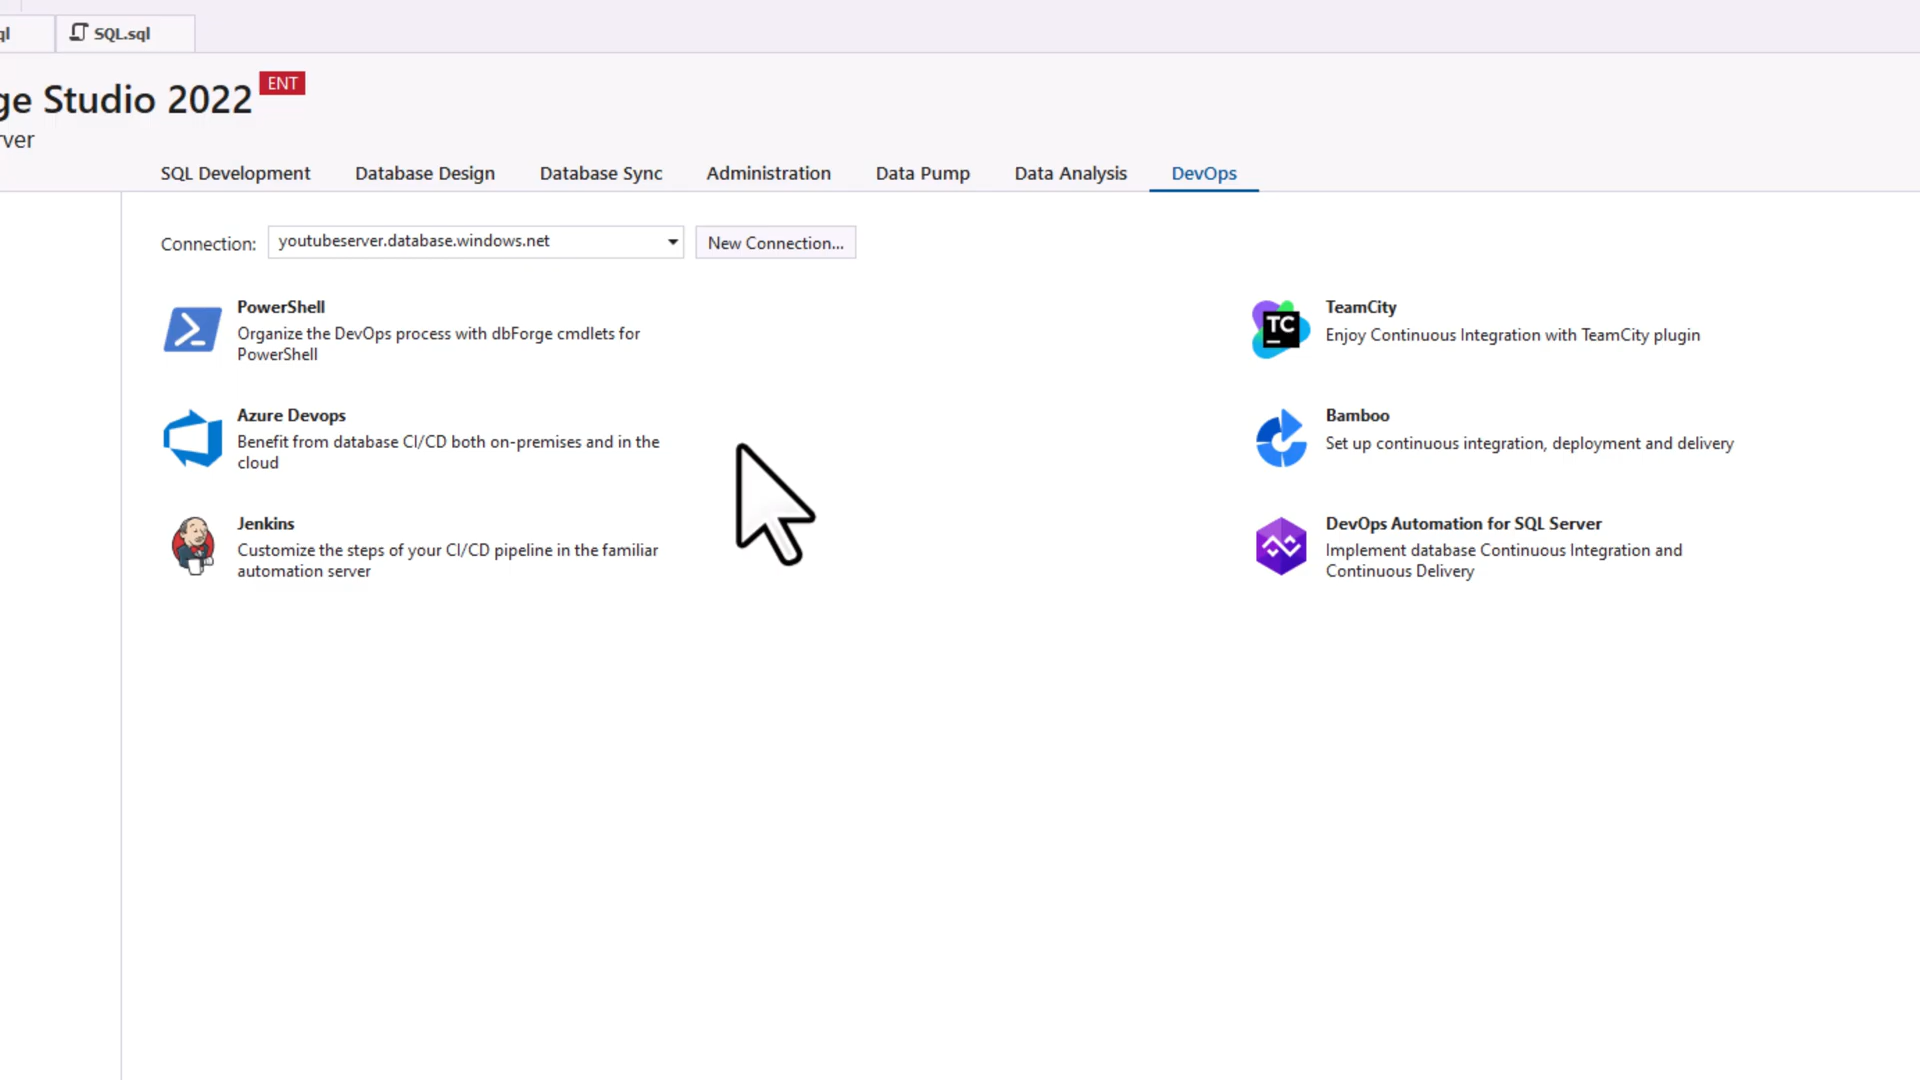 ql
SQL.sql
ge Studio 2022 ENT
rver
SQL Development Database Design Database Sync Administration Data Pump Data Analysis DevOps
Connection: youtubeserver.database.windows.net New Connection...
PowerShell
Organize the DevOps process with dbForge cmdlets for
PowerShell
TC
TeamCity
Enjoy Continuous Integration with TeamCity plugin
Azure Devops
Benefit from database CI/CD both on-premises and in the
cloud
Bamboo
Set up continuous integration, deployment and delivery
Jenkins
Customize the steps of your CI/CD pipeline in the familiar
automation server
DevOps Automation for SQL Server
Implement database Continuous Integration and
Continuous Delivery